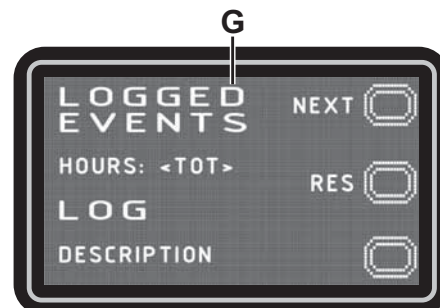 G
LOGGED
EVENTS
NEXT
HOURS: <TOT>
RES
LOG
DESCRIPTION